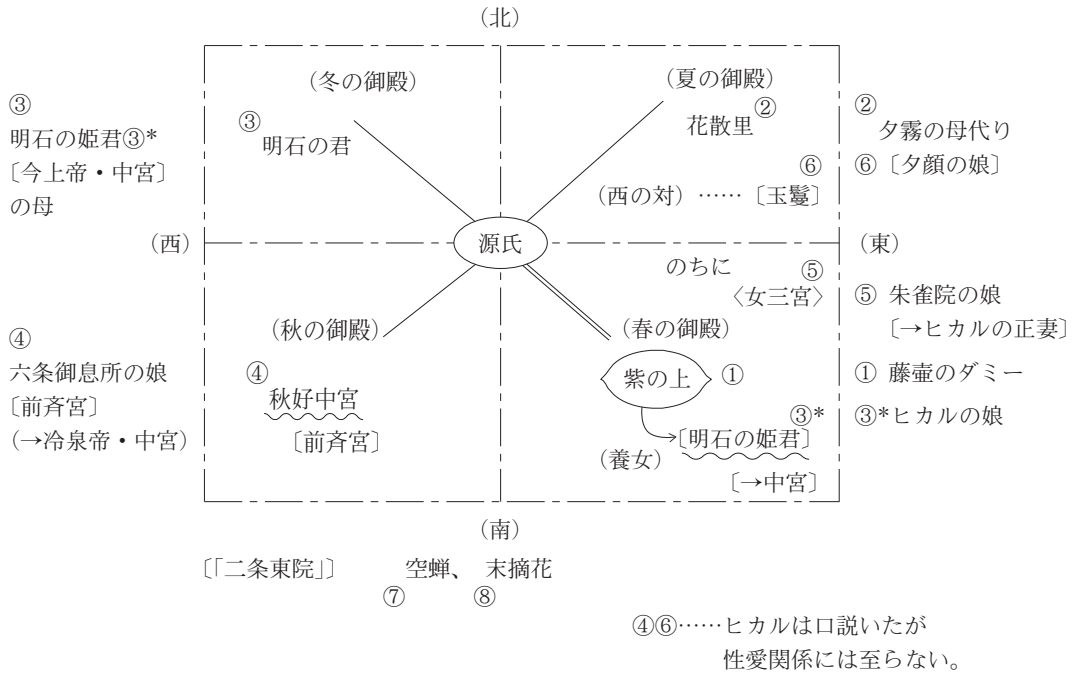 （北）
（冬の御殿）
（夏の御殿）
③
明石の姫君③*
〔今上帝・中宮〕
の母
③
明石の君
②
花散里
②
夕霧の母代り
⑥〔夕顔の娘〕
⑥
（西の対）……〔玉鬘〕
（西）
源氏
（東）
のちに
⑤
〈女三宮〉
⑤ 朱雀院の娘
〔→ヒカルの正妻〕
（秋の御殿）
（春の御殿）
④
六条御息所の娘
〔前斉宮〕
（→冷泉帝・中宮）
④
秋好中宮
〔前斉宮〕
紫の上 ①
① 藤壷のダミー
③*
③*ヒカルの娘
（養女）
〔明石の姫君〕
〔→中宮〕
（南）
〔「二条東院」〕 空蝉、 末摘花
⑦ ⑧
④⑥……ヒカルは口説いたが
性愛関係には至らない。